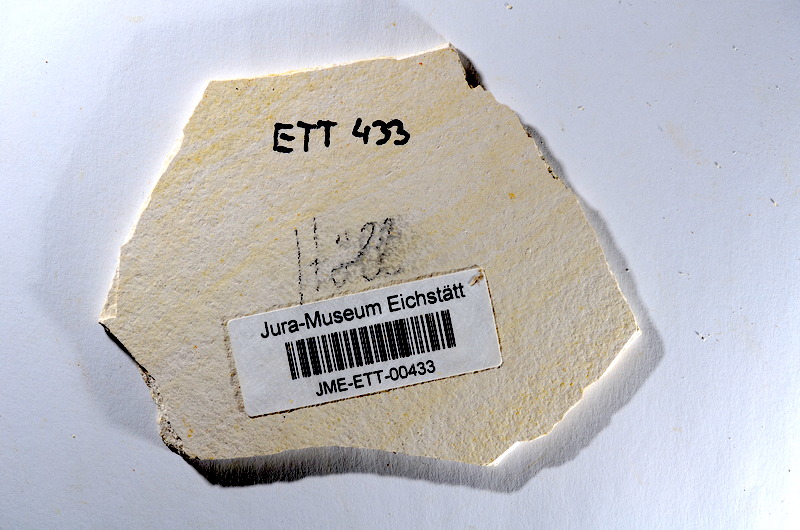 ETT 433
Jura-Museum Eichstätt
JME-ETT-00433